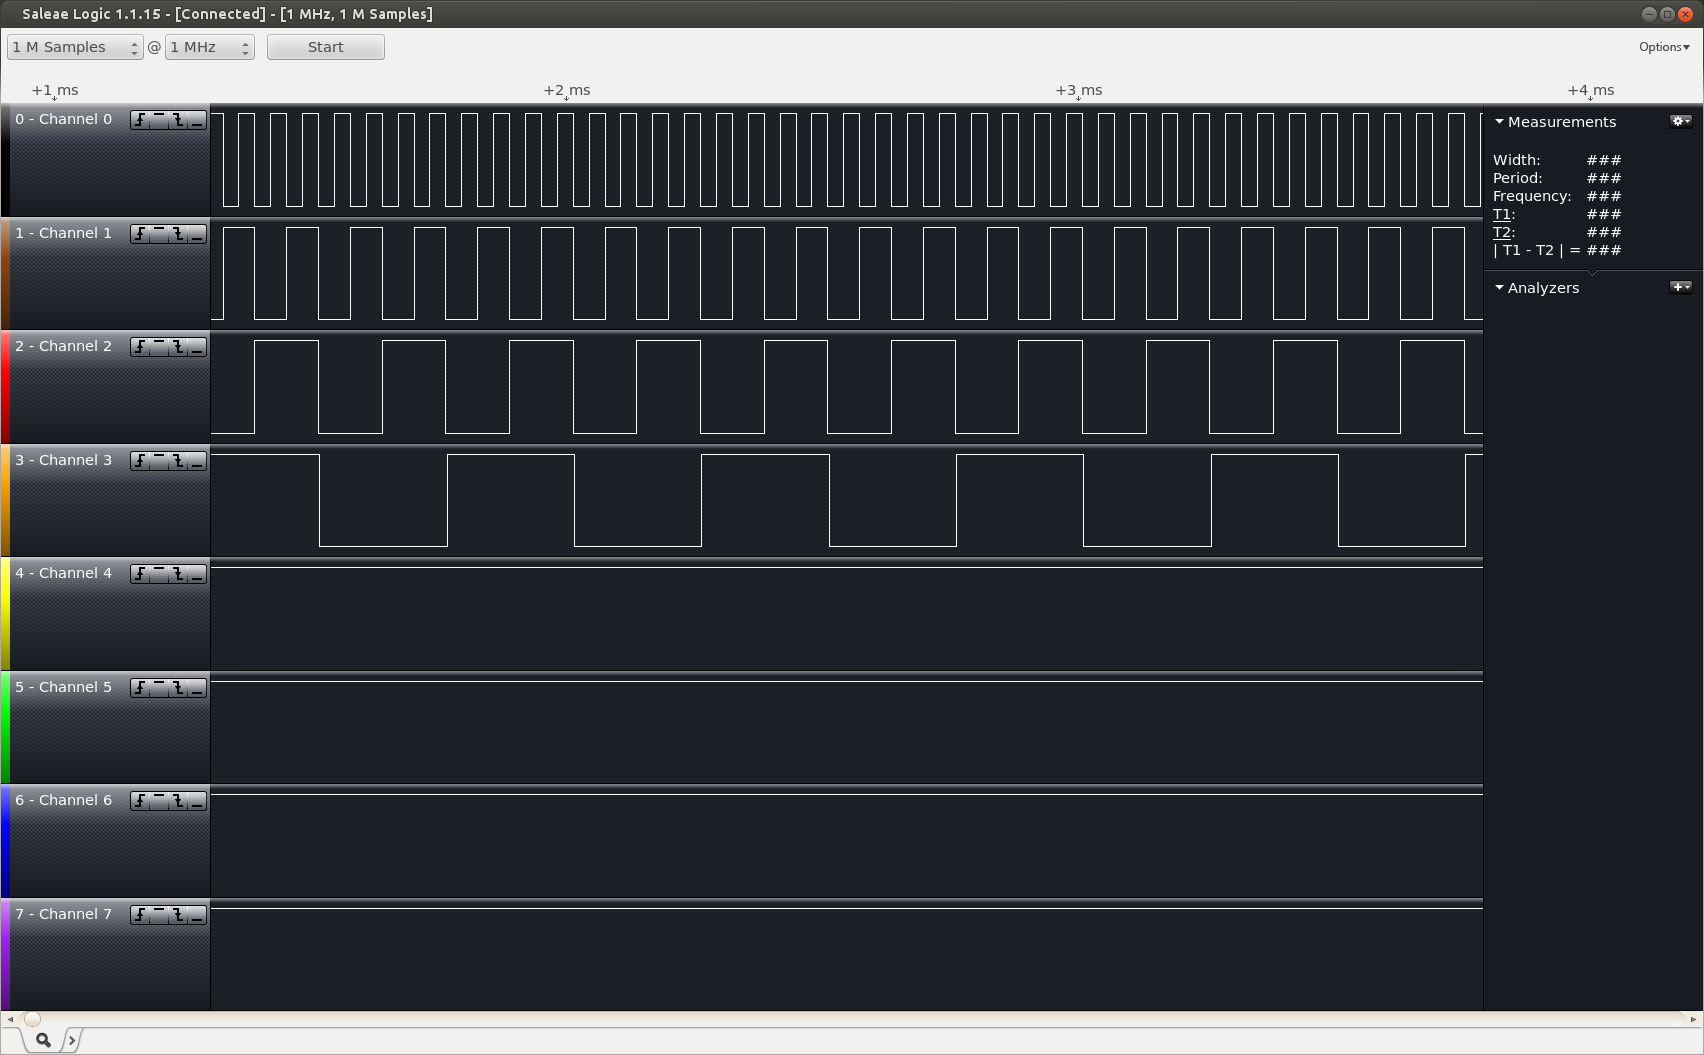 Saleae Logic 1.1.15 - [Connected] - [1 MHz, 1 M Samples]
1 M Samples @ 1 MHz Start Options
+1 ms +2 ms +3 ms +4 ms
0 - Channel 0
1 - Channel 1
2 - Channel 2
3 - Channel 3
4 - Channel 4
5 - Channel 5
6 - Channel 6
7 - Channel 7
Measurements
Width: ###
Period: ###
Frequency: ###
T1: ###
T2: ###
| T1 - T2 | = ###
Analyzers